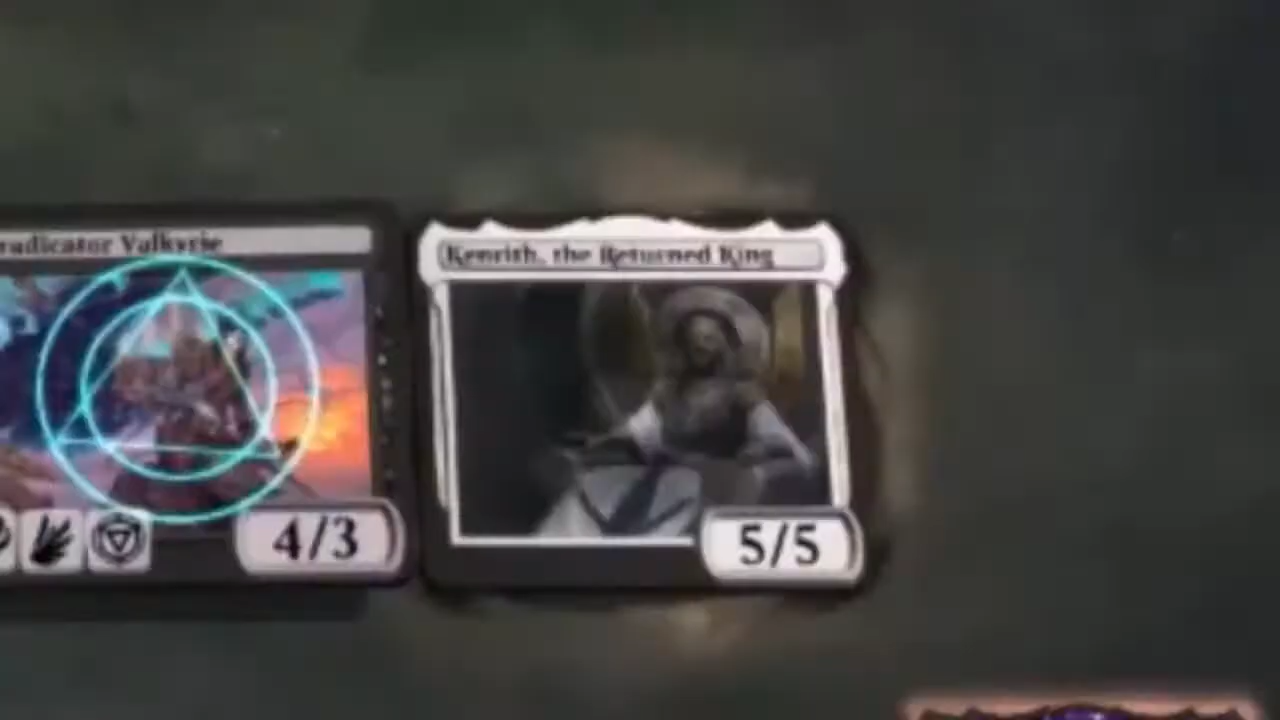 radicator Valkyrie
4/3
Kenrith, the Returned King
5/5